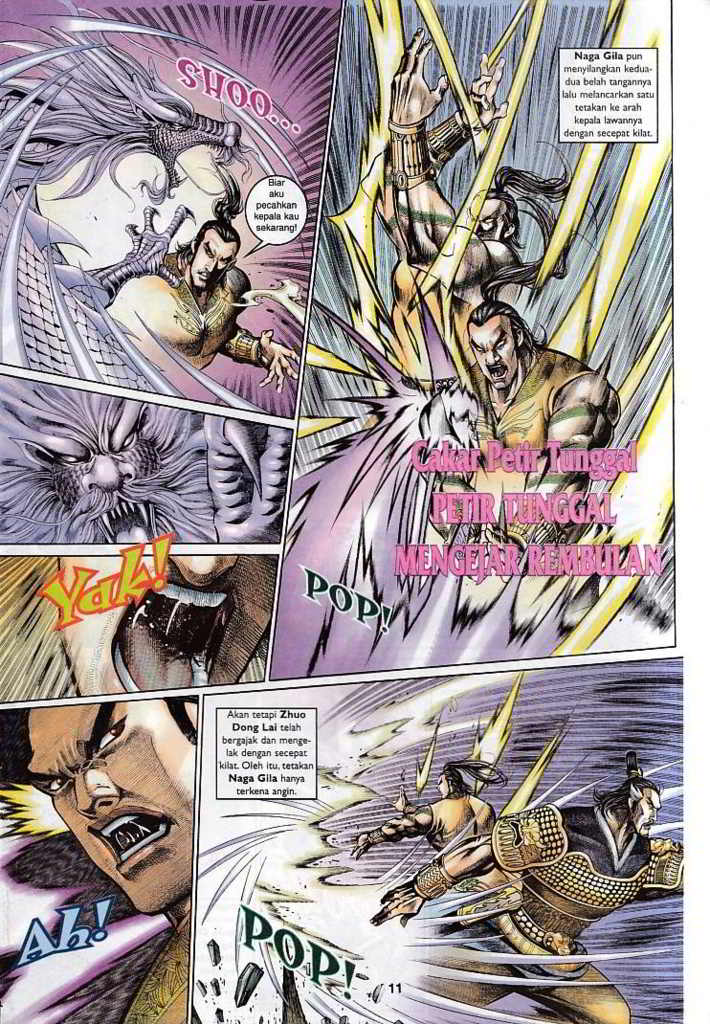 SHOO...
Biar
aku
pecahkan
kepala kau
sekarang!
Naga Gila pun
menyilangkan kedua-
dua belah tangannya
lalu melancarkan satu
tetakan ke arah
kepala lawannya
dengan secepat kilat.
Cakar Petir Tunggal
PETIR TUNGGAL
MENGEJAR REMBULAN
POP!
Yak!
Ah!
Akan tetapi Zhuo
Dong Lai telah
bergajak dan menge-
lak dengan secepat
kilat. Oleh itu, tetakan
Naga Gila hanya
terkena angin.
POP!
11